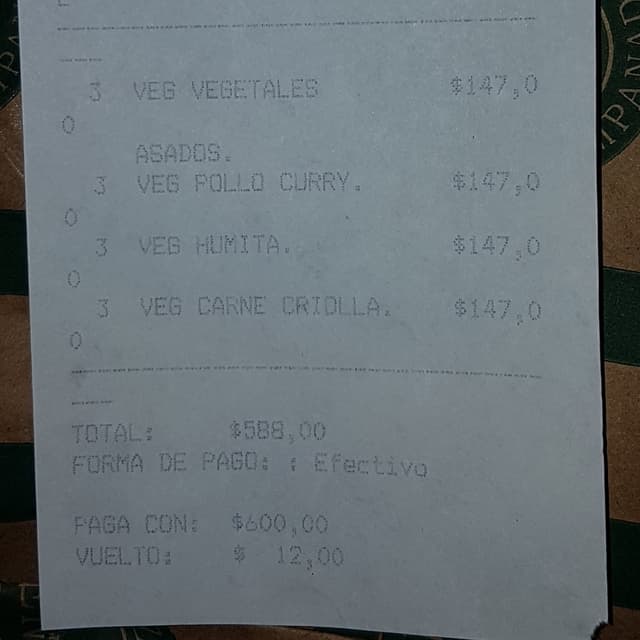 3 VEG VEGETALES $147,0
0
ASADOS.
3 VEG POLLO CURRY. $147,0
0
3 VEG HUMITA. $147,0
0
3 VEG CARNE CRIOLLA. $147,0
0
TOTAL: $588,00
FORMA DE PAGO: : Efectivo
PAGA CON: $600,00
VUELTO: $ 12,00